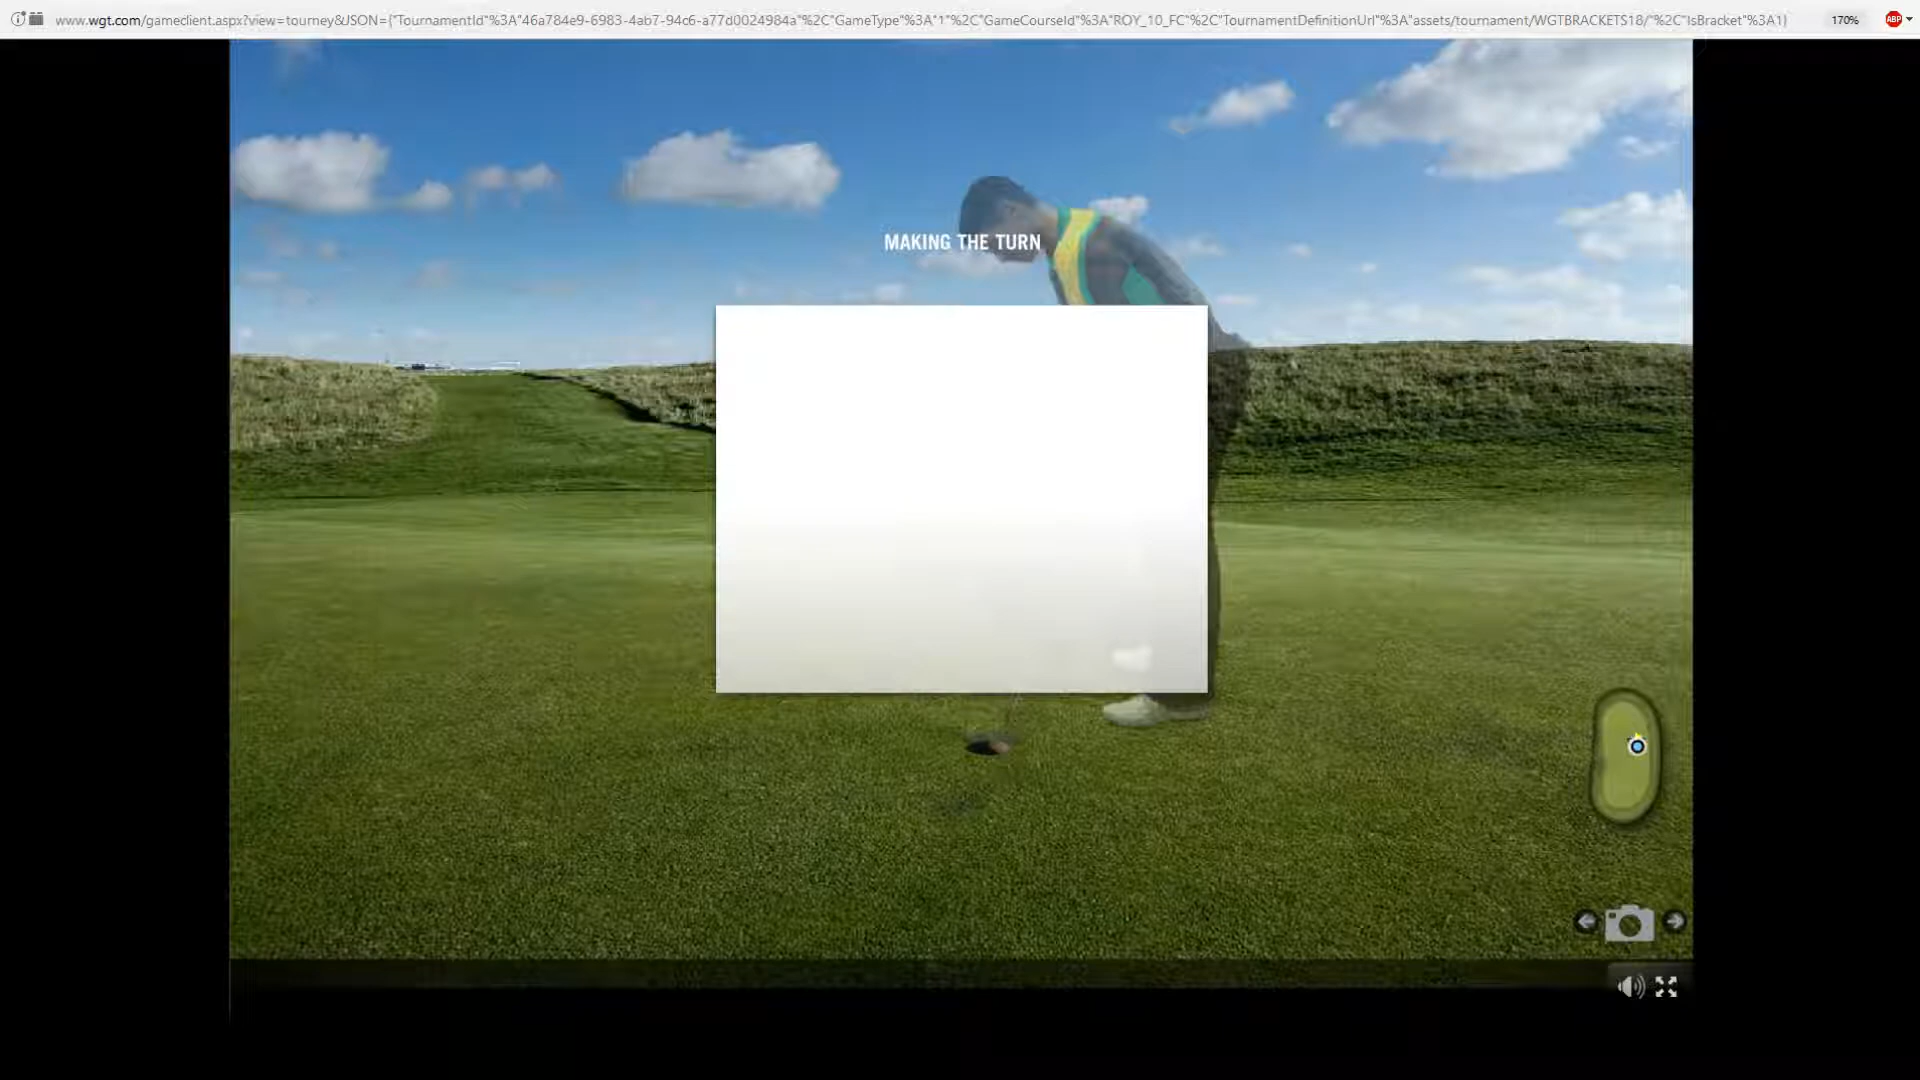 www.wgt.com/gameclient.aspx?view=tourney&JSON={"TournamentId"%3A"46a784e9-6983-4ab7-94c6-a77d0024984a"%2C"GameType"%3A"1"%2C"GameCourseId"%3A"ROY_10_FC"%2C"TournamentDefinitionUrl"%3A"assets/tournament/WGTBRACKETS18/"%2C"IsBracket"%3A1} 170% ABP
MAKING THE TURN